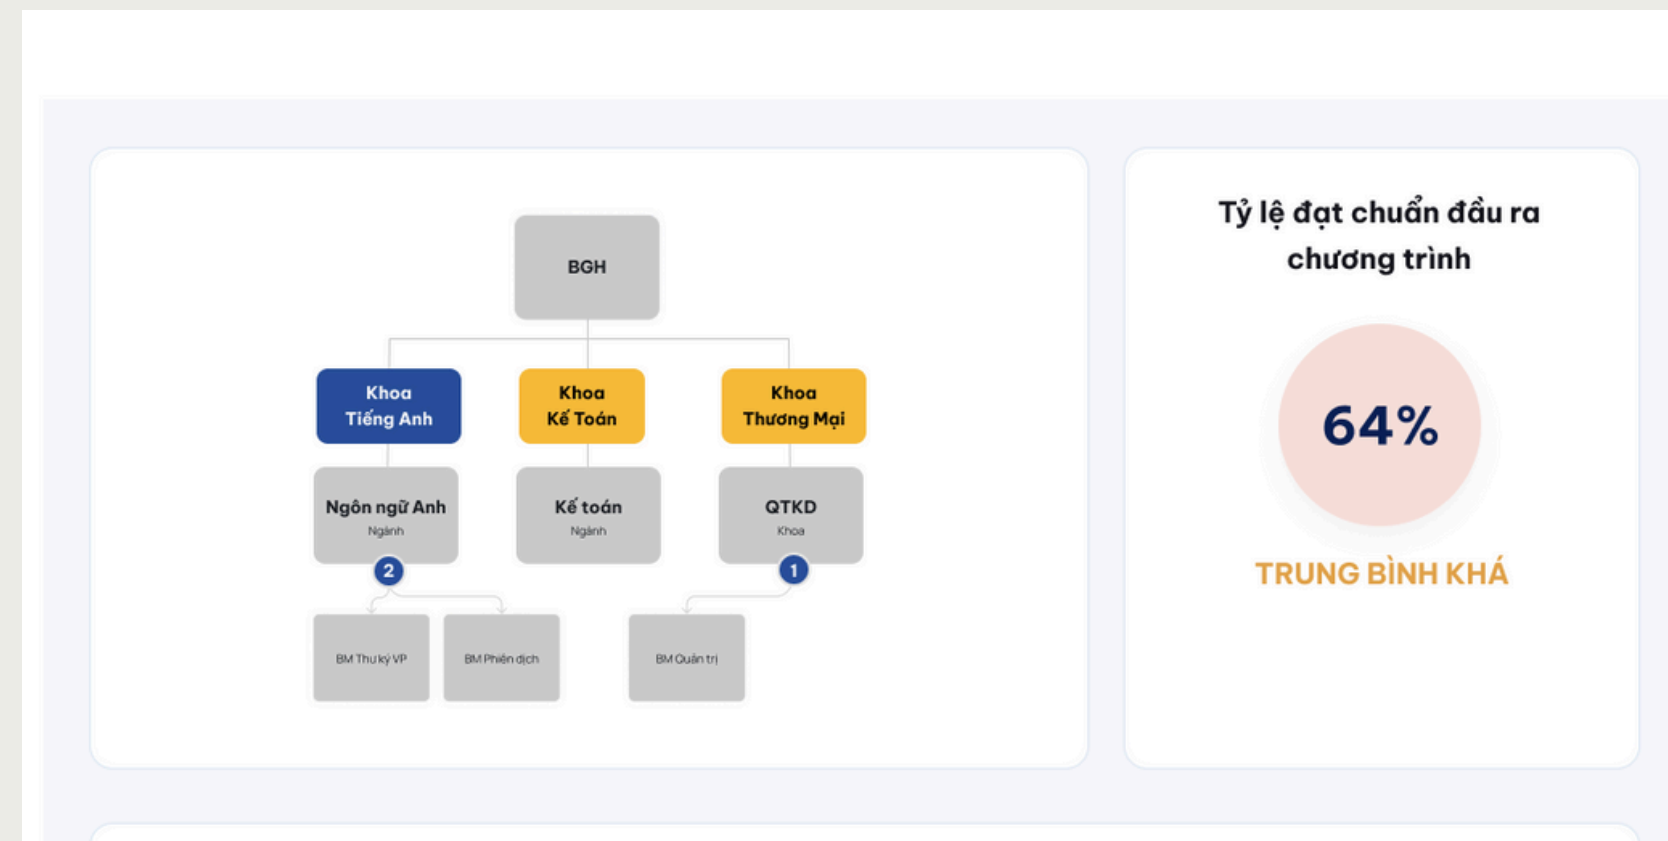 BGH
Khoa
Tiếng Anh
Khoa
Kế Toán
Khoa
Thương Mại
Ngôn ngữ Anh
Ngành
Kế toán
Ngành
QTKD
Khoa
2
1
BM Thư ký VP
BM Phiên dịch
BM Quản trị
Tỷ lệ đạt chuẩn đầu ra
chương trình
64%
TRUNG BÌNH KHÁ